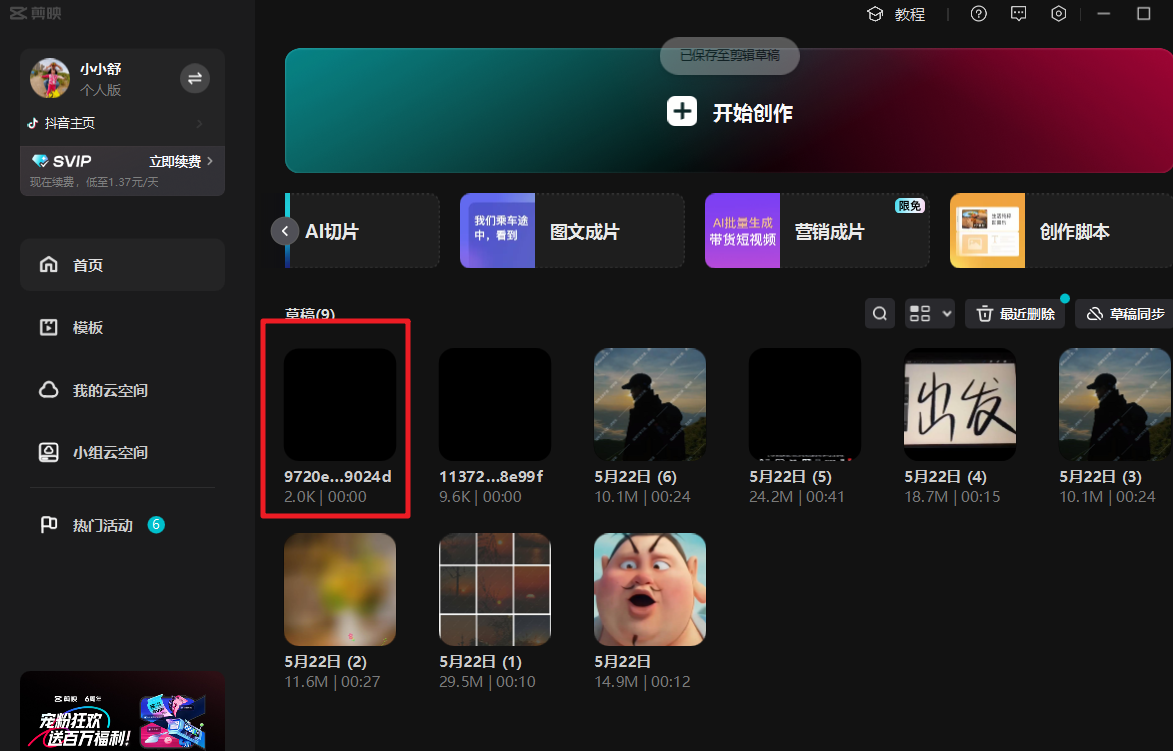 剪映
教程
小小舒
个人版
抖音主页
SVIP 立即续费
现在续费，低至1.37元/天
首页
模板
我的云空间
小组云空间
热门活动 6
剪映 6周年
宠粉狂欢
送百万福利!
已保存至剪辑草稿
开始创作
AI切片
我们乘车途
中，看到
图文成片
AI批量生成
带货短视频
营销成片
限免
创作脚本
草稿(9)
最近删除
草稿同步
9720e...9024d
2.0K | 00:00
11372...8e99f
9.6K | 00:00
5月22日 (6)
10.1M | 00:24
5月22日 (5)
24.2M | 00:41
出发
5月22日 (4)
18.7M | 00:15
5月22日 (3)
10.1M | 00:24
5月22日 (2)
11.6M | 00:27
5月22日 (1)
29.5M | 00:10
5月22日
14.9M | 00:12